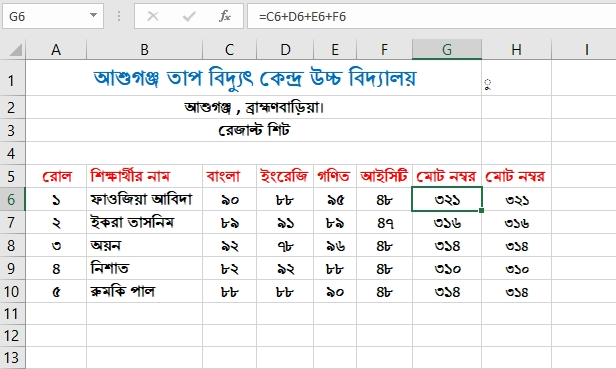 G6 fx =C6+D6+E6+F6
A B C D E F G H I
1 আশুগঞ্জ তাপ বিদ্যুৎ কেন্দ্র উচ্চ বিদ্যালয় ু
2 আশুগঞ্জ , ব্রাহ্মণবাড়িয়া।
3 রেজাল্ট শিট
4
5 রোল শিক্ষার্থীর নাম বাংলা ইংরেজি গণিত আইসিটি মোট নম্বর মোট নম্বর
6 ১ ফাওজিয়া আবিদা ৯০ ৮৮ ৯৫ ৪৮ ৩২১ ৩২১
7 ২ ইকরা তাসনিম ৮৯ ৯১ ৮৯ ৪৭ ৩১৬ ৩১৬
8 ৩ অয়ন ৯২ ৭৮ ৯৬ ৪৮ ৩১৪ ৩১৪
9 ৪ নিশাত ৮২ ৯২ ৮৮ ৪৮ ৩১০ ৩১০
10 ৫ রুমকি পাল ৮৮ ৮৮ ৯০ ৪৮ ৩১৪ ৩১৪
11
12
13